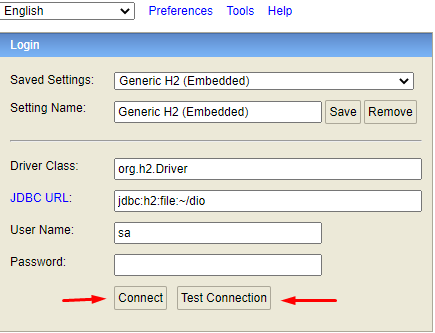 English Preferences Tools Help
Login
Saved Settings: Generic H2 (Embedded)
Setting Name: Generic H2 (Embedded) Save Remove
Driver Class: org.h2.Driver
JDBC URL: jdbc:h2:file:~/dio
User Name: sa
Password:
Connect Test Connection